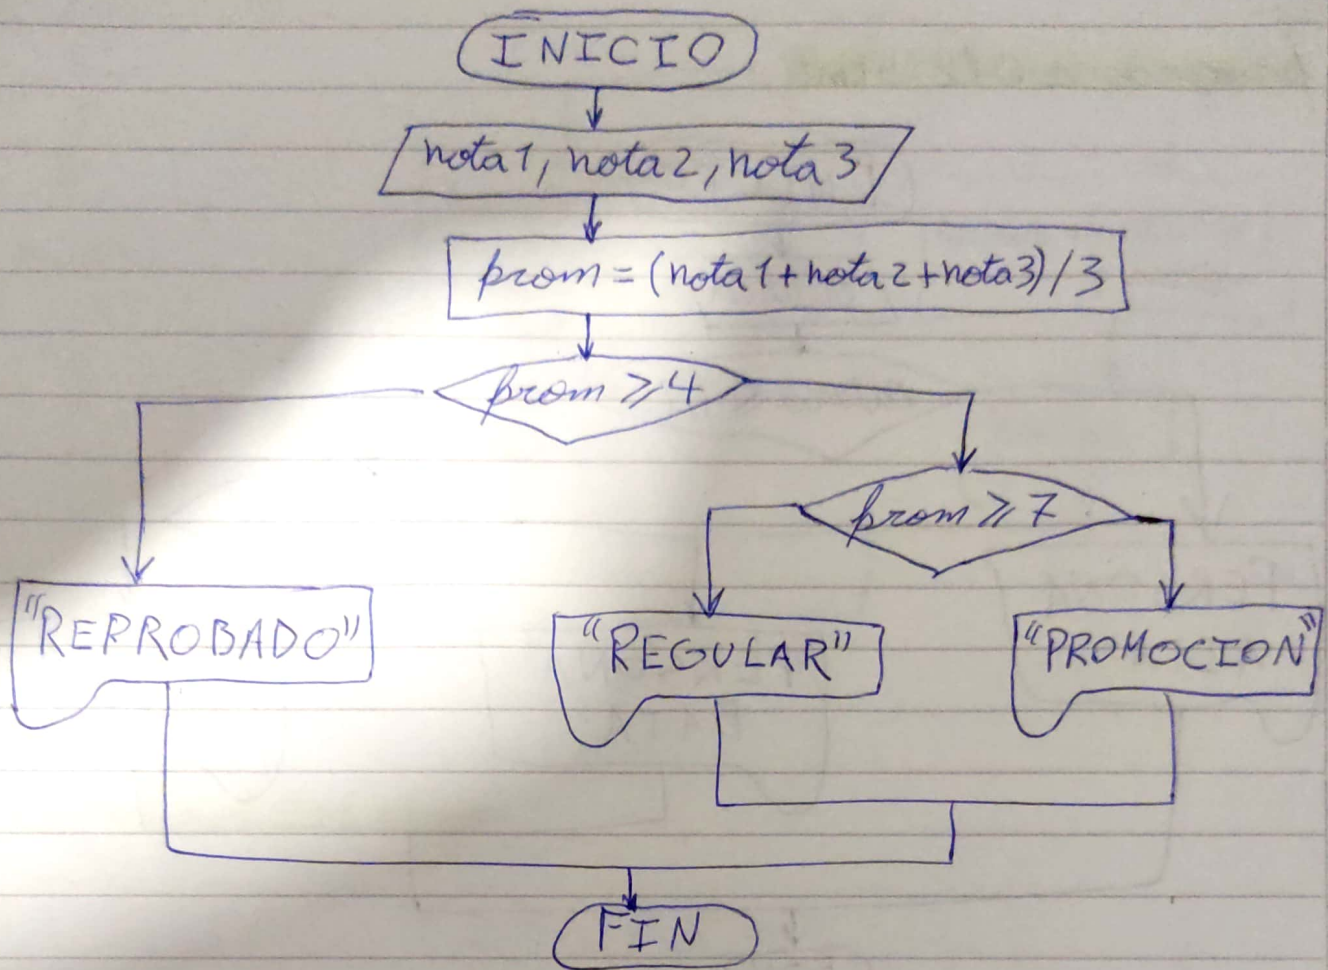 INICIO
nota1, nota2, nota3
prom = (nota1+nota2+nota3)/3
prom ≥ 4
prom ≥ 7
"REPROBADO"
"REGULAR"
"PROMOCION"
FIN